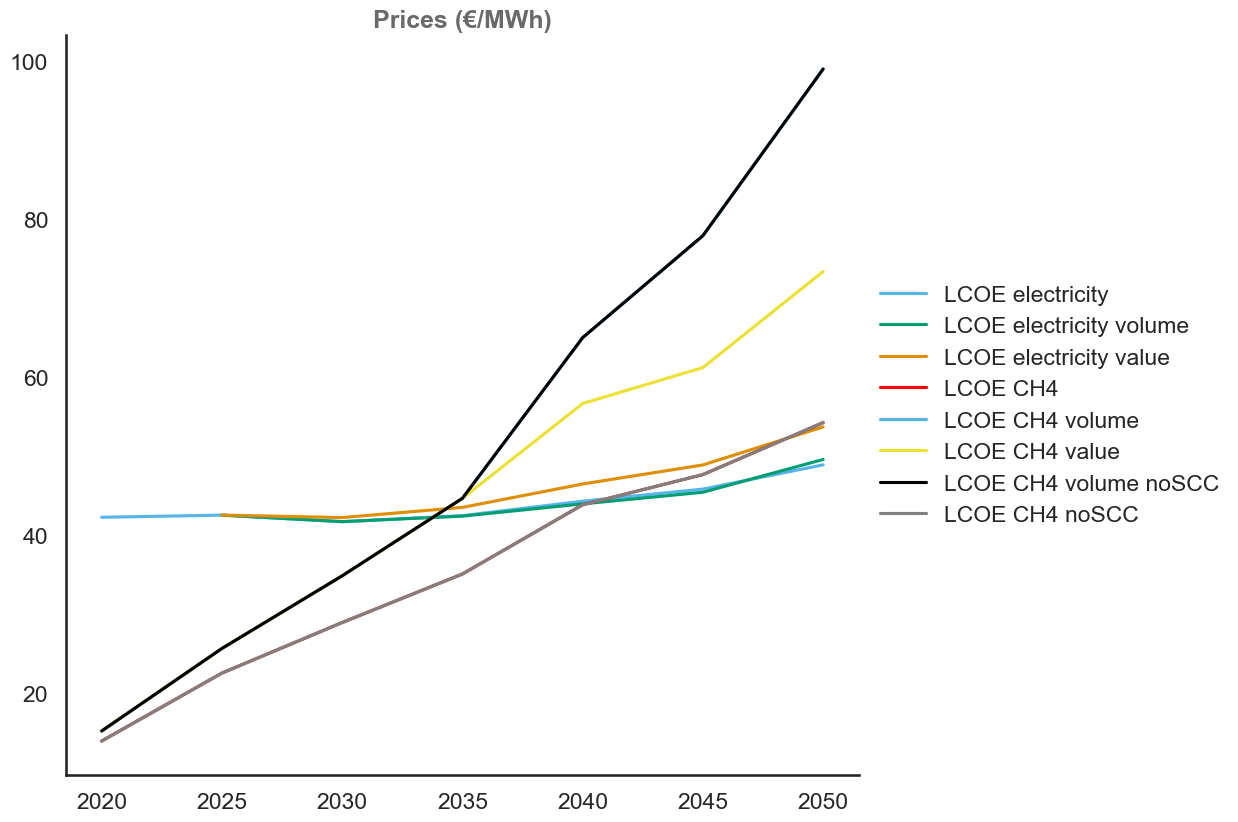 Prices (€/MWh)
100
80
60
40
20
2020 2025 2030 2035 2040 2045 2050
LCOE electricity
LCOE electricity volume
LCOE electricity value
LCOE CH4
LCOE CH4 volume
LCOE CH4 value
LCOE CH4 volume noSCC
LCOE CH4 noSCC